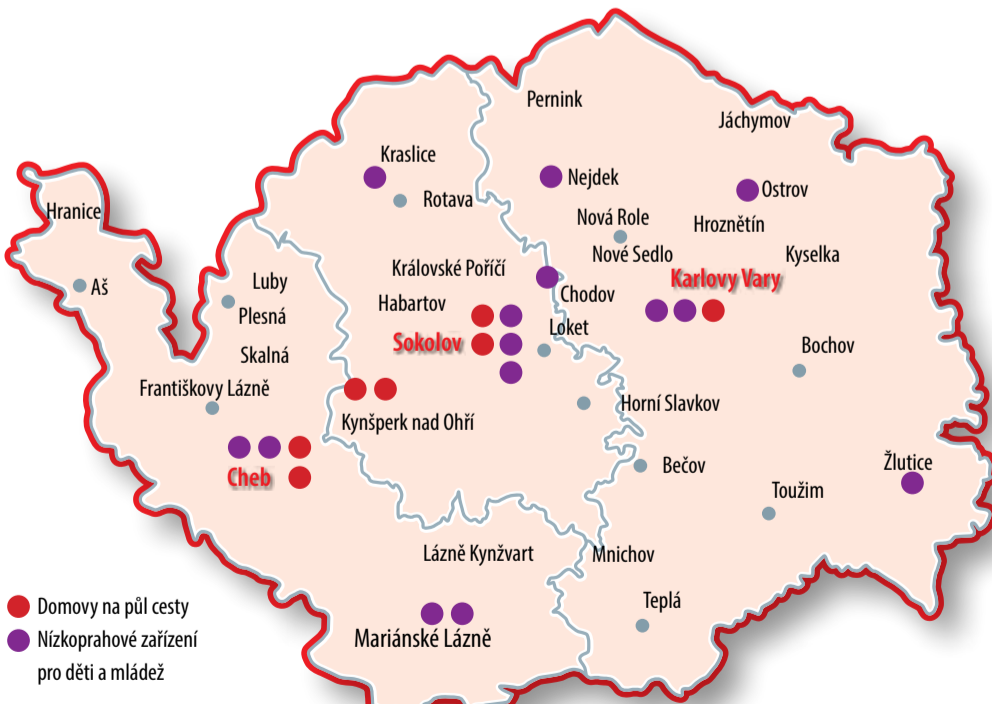 Pernink
Jáchymov
Kraslice
Nejdek
Ostrov
Rotava
Hranice
Nová Role
Hroznětín
Nové Sedlo
Kyselka
Královské Poříčí
Karlovy Vary
Luby
Aš
Chodov
Habartov
Plesná
Loket
Sokolov
Bochov
Skalná
Františkovy Lázně
Horní Slavkov
Kynšperk nad Ohří
Žlutice
Bečov
Cheb
Toužim
Lázně Kynžvart
Mnichov
Teplá
Domovy na půl cesty
Mariánské Lázně
Nízkoprahové zařízení
pro děti a mládež